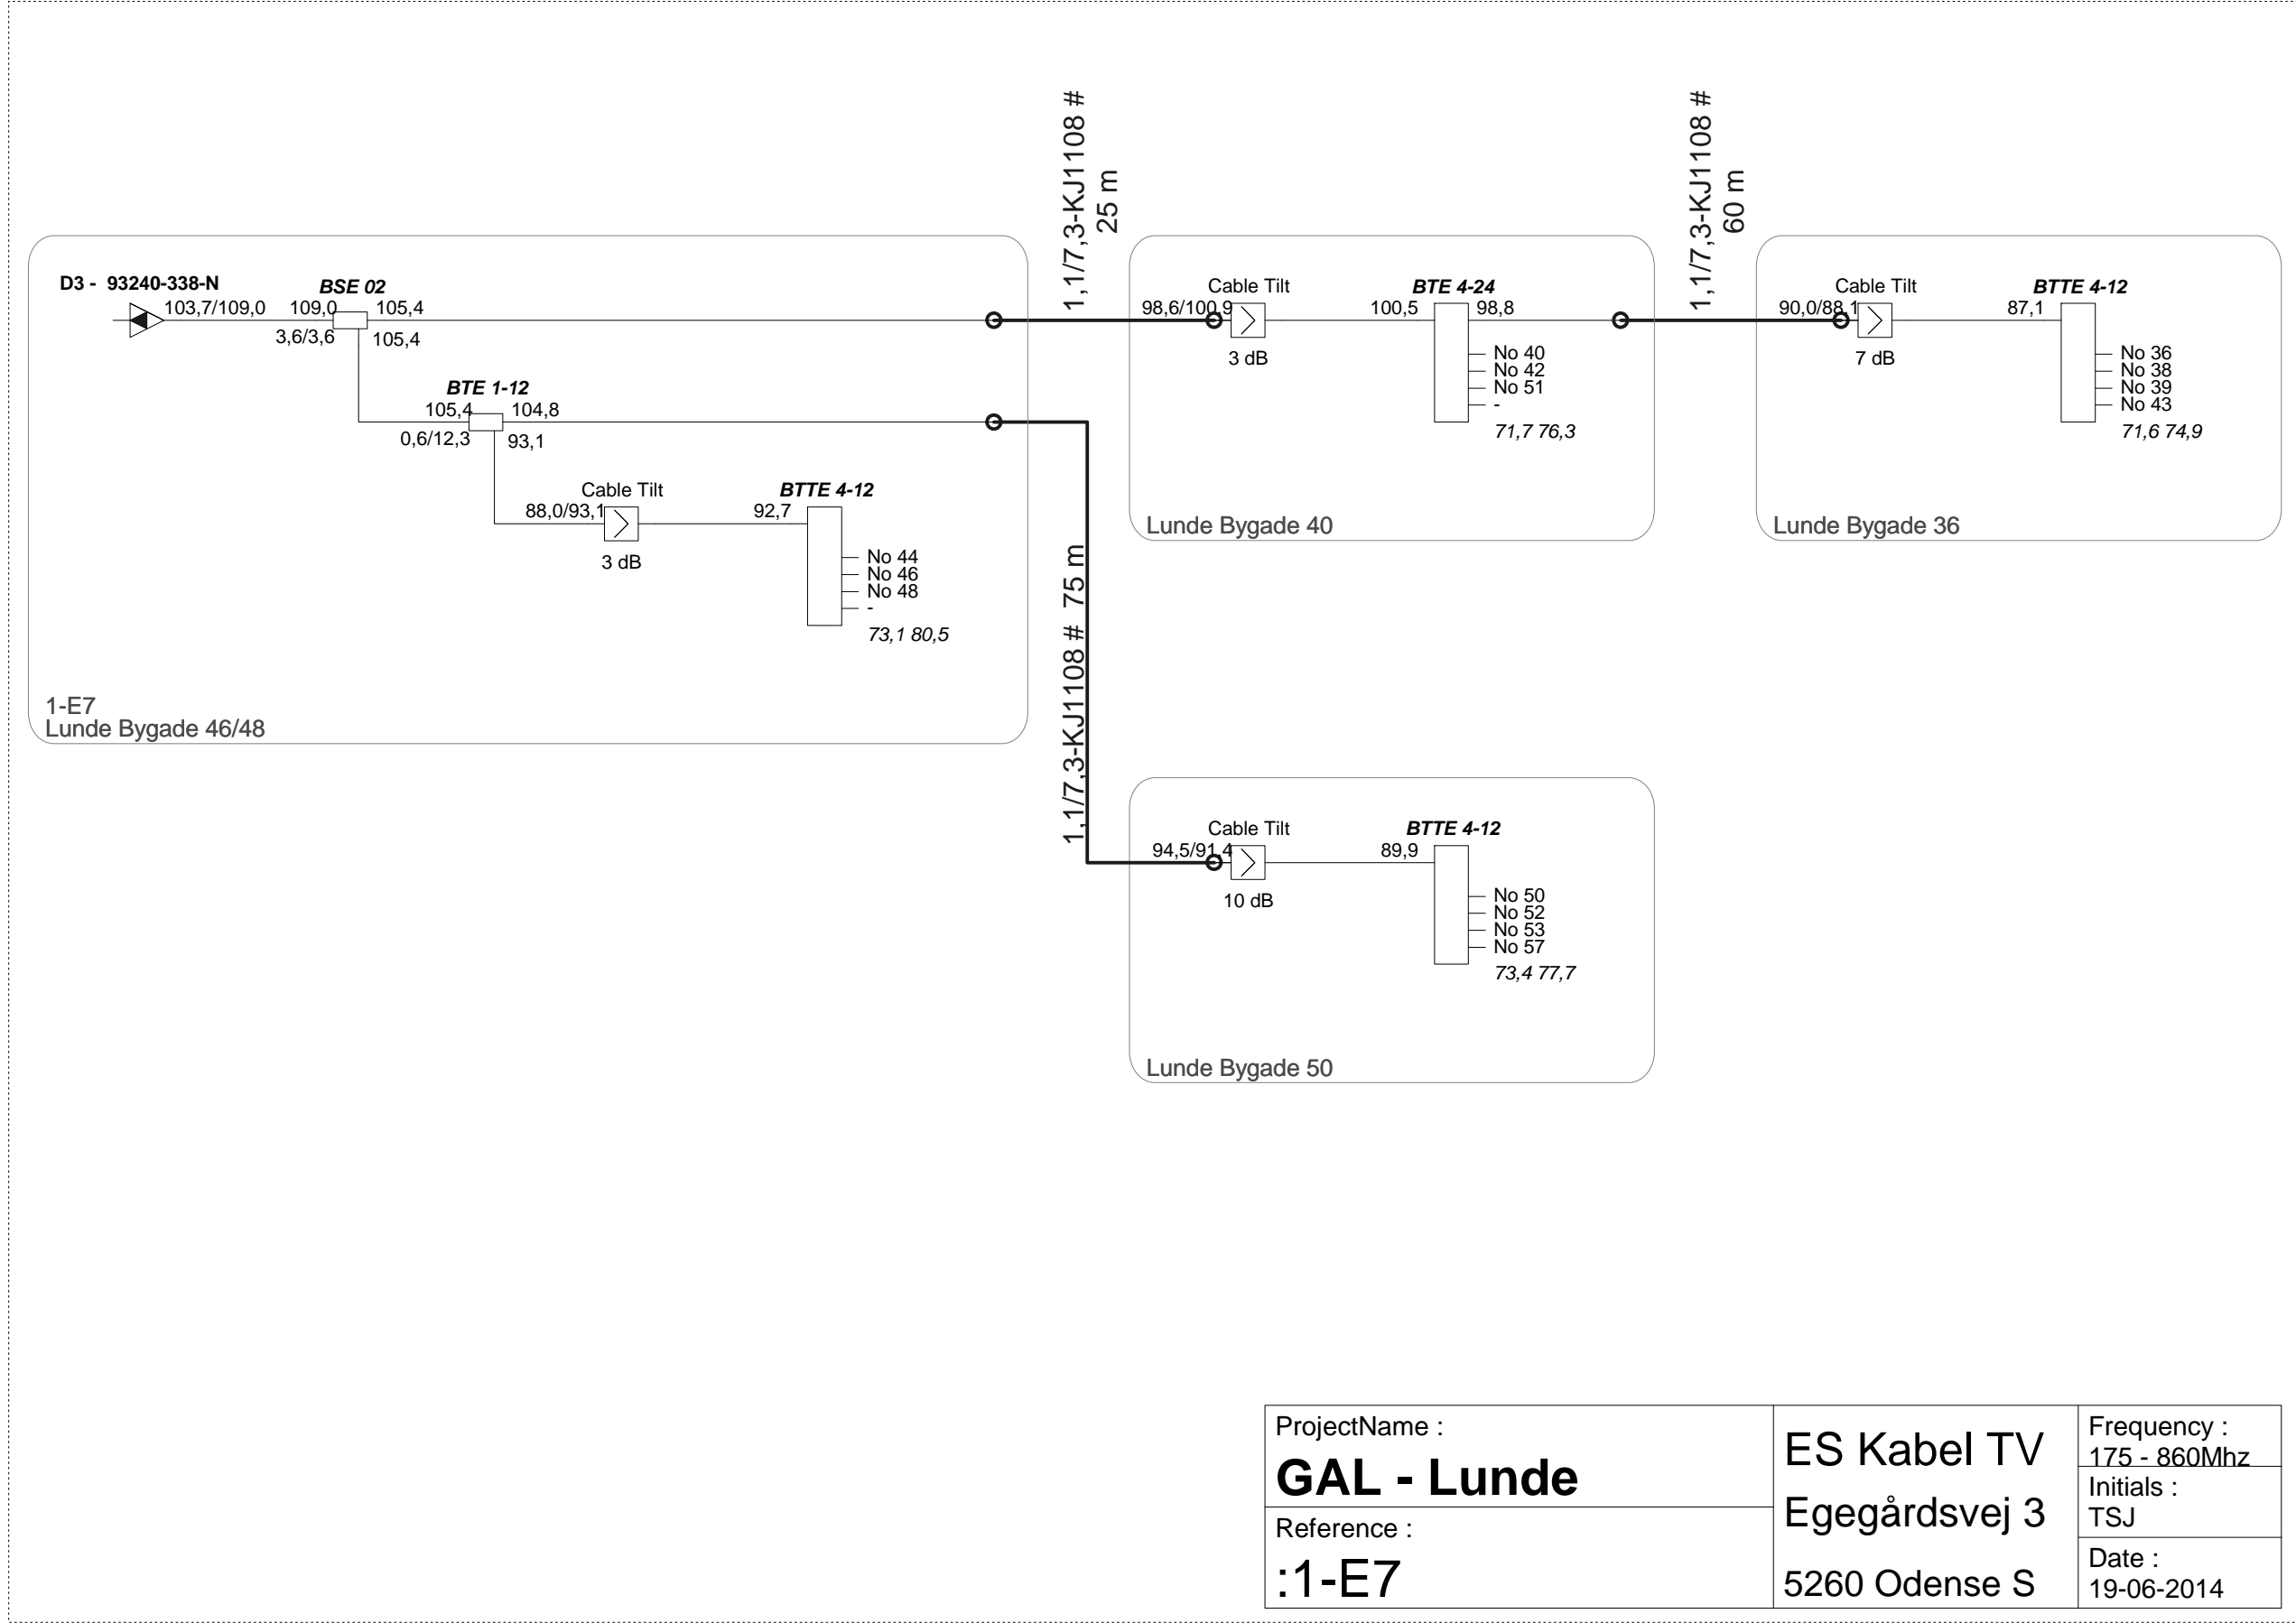 1,1/7,3-KJ1108 #
25 m
1,1/7,3-KJ1108 #
60 m
D3 - 93240-338-N
BSE 02
103,7/109,0
109,0
105,4
3,6/3,6
105,4
BTE 1-12
105,4
104,8
0,6/12,3
93,1
Cable Tilt
BTTE 4-12
88,0/93,1
92,7
3 dB
No 44
No 46
No 48
-
73,1 80,5
1-E7
Lunde Bygade 46/48
Cable Tilt
BTE 4-24
98,6/100,9
100,5
98,8
3 dB
No 40
No 42
No 51
-
71,7 76,3
Lunde Bygade 40
Cable Tilt
BTTE 4-12
90,0/88,1
87,1
7 dB
No 36
No 38
No 39
No 43
71,6 74,9
Lunde Bygade 36
1,1/7,3-KJ1108 # 75 m
Cable Tilt
BTTE 4-12
94,5/91,4
89,9
10 dB
No 50
No 52
No 53
No 57
73,4 77,7
Lunde Bygade 50
ProjectName :
GAL - Lunde
Reference :
:1-E7
ES Kabel TV
Egegårdsvej 3
5260 Odense S
Frequency :
175 - 860Mhz
Initials :
TSJ
Date :
19-06-2014